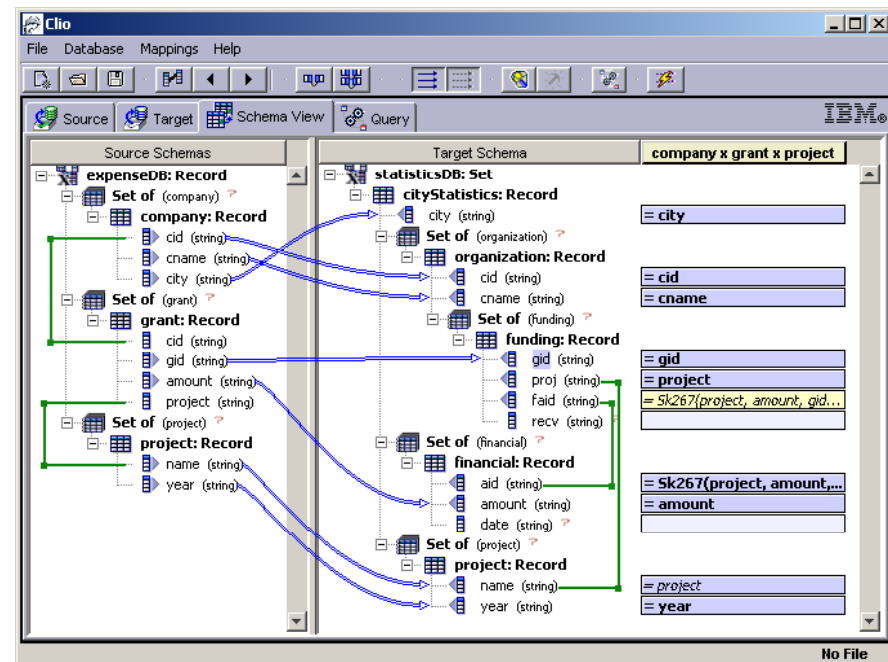 Clio
File Database Mappings Help
Source Target Schema View Query IBM®
Source Schemas Target Schema company x grant x project
expenseDB: Record
Set of (company) ?
company: Record
cid (string)
cname (string)
city (string)
Set of (grant) ?
grant: Record
cid (string)
gid (string)
amount (string)
project (string)
Set of (project) ?
project: Record
name (string)
year (string)
statisticsDB: Set
cityStatistics: Record
city (string) = city
Set of (organization) ?
organization: Record
cid (string) = cid
cname (string) = cname
Set of (funding) ?
funding: Record
gid (string) = gid
proj (string) = project
faid (string) = Sk267(project, amount, gid...
recv (string) ?
Set of (financial) ?
financial: Record
aid (string) = Sk267(project, amount,...
amount (string) = amount
date (string) ?
Set of (project) ?
project: Record
name (string) = project
year (string) = year
No File